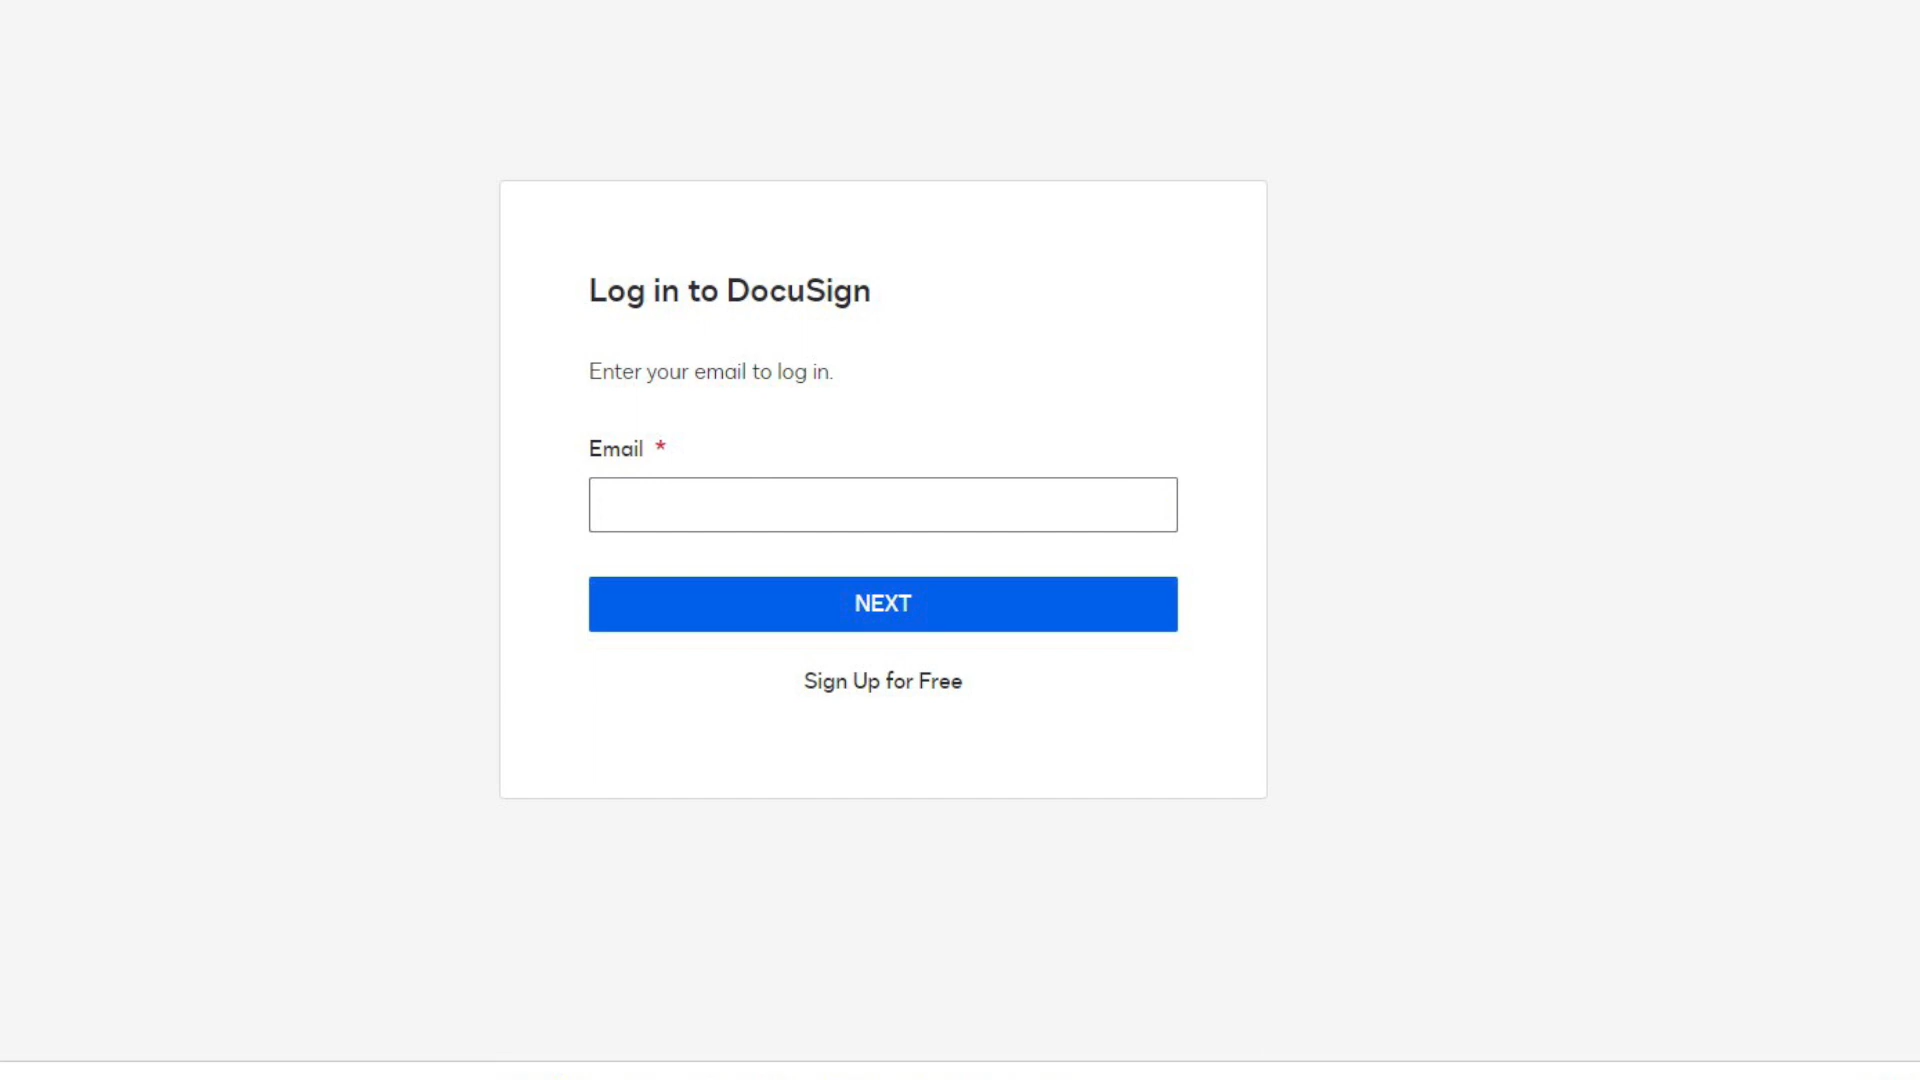 Log in to DocuSign
Enter your email to log in.
Email *
NEXT
Sign Up for Free